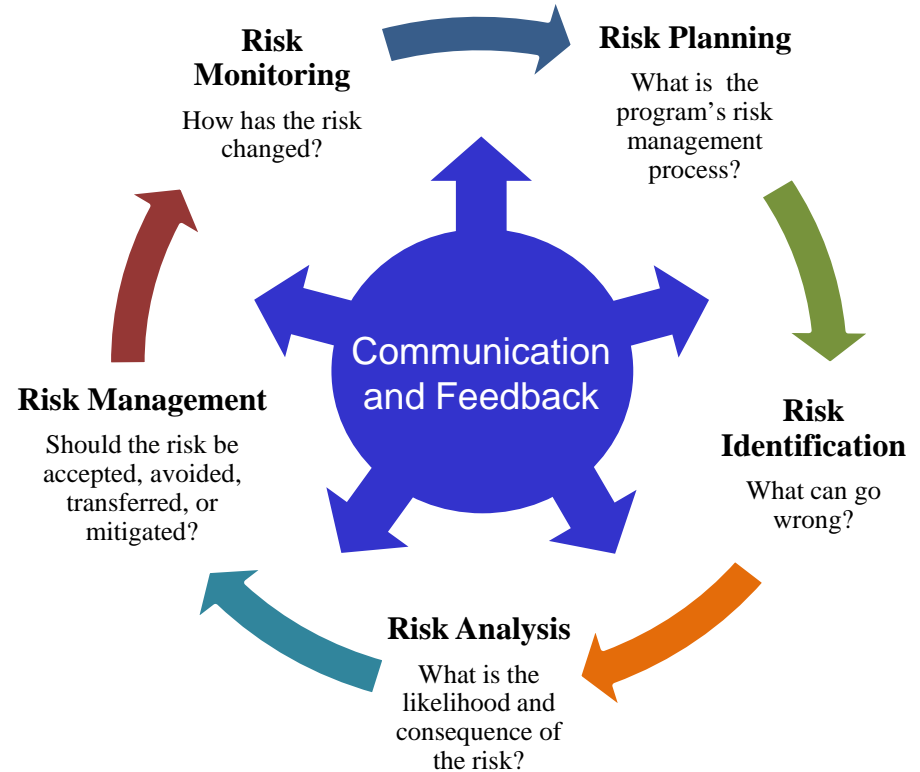 Risk
Monitoring
How has the risk
changed?
Risk Planning
What is the
program's risk
management
process?
Communication
and Feedback
Risk Management
Should the risk be
accepted, avoided,
transferred, or
mitigated?
Risk
Identification
What can go
wrong?
Risk Analysis
What is the
likelihood and
consequence of
the risk?